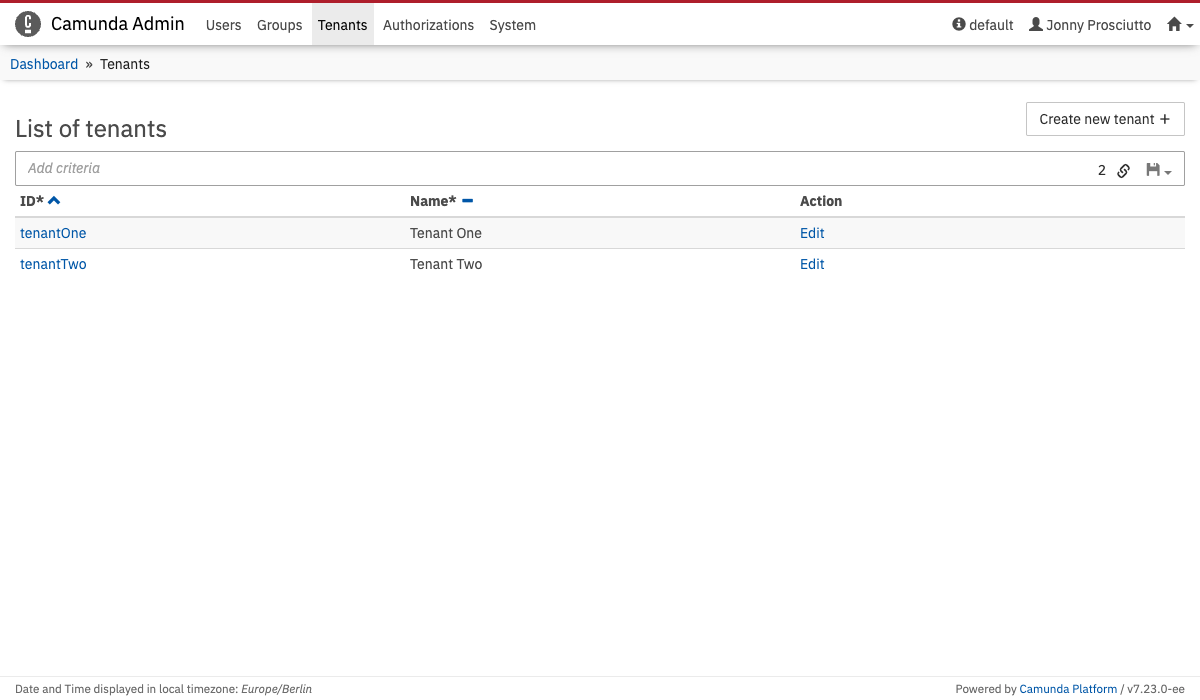 Camunda Admin Users Groups Tenants Authorizations System default Jonny Prosciutto
Dashboard » Tenants
List of tenants
Create new tenant +
Add criteria 2
ID* Name* Action
tenantOne Tenant One Edit
tenantTwo Tenant Two Edit
Date and Time displayed in local timezone: Europe/Berlin Powered by Camunda Platform / v7.23.0-ee